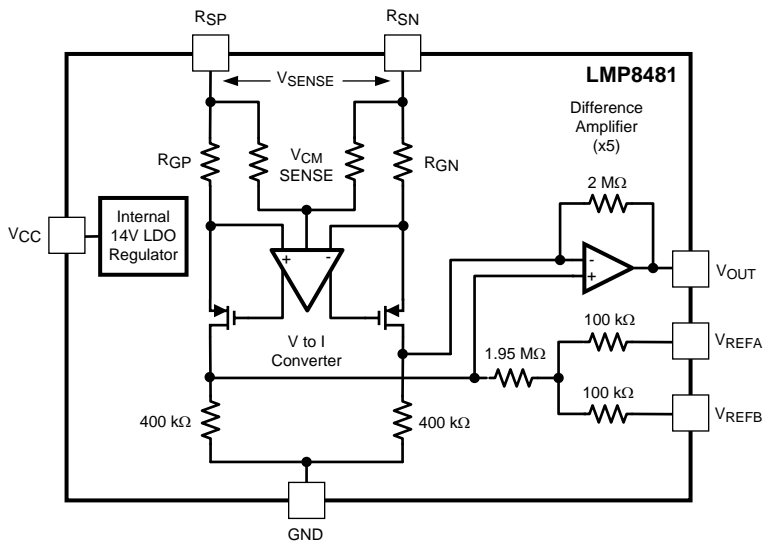 RSP
RSN
VSENSE
LMP8481
Difference
Amplifier
(x5)
RGP
VCM
SENSE
RGN
2 MΩ
VCC
Internal
14V LDO
Regulator
+
-
-
+
VOUT
V to I
Converter
1.95 MΩ
100 kΩ
VREFA
100 kΩ
VREFB
400 kΩ
400 kΩ
GND